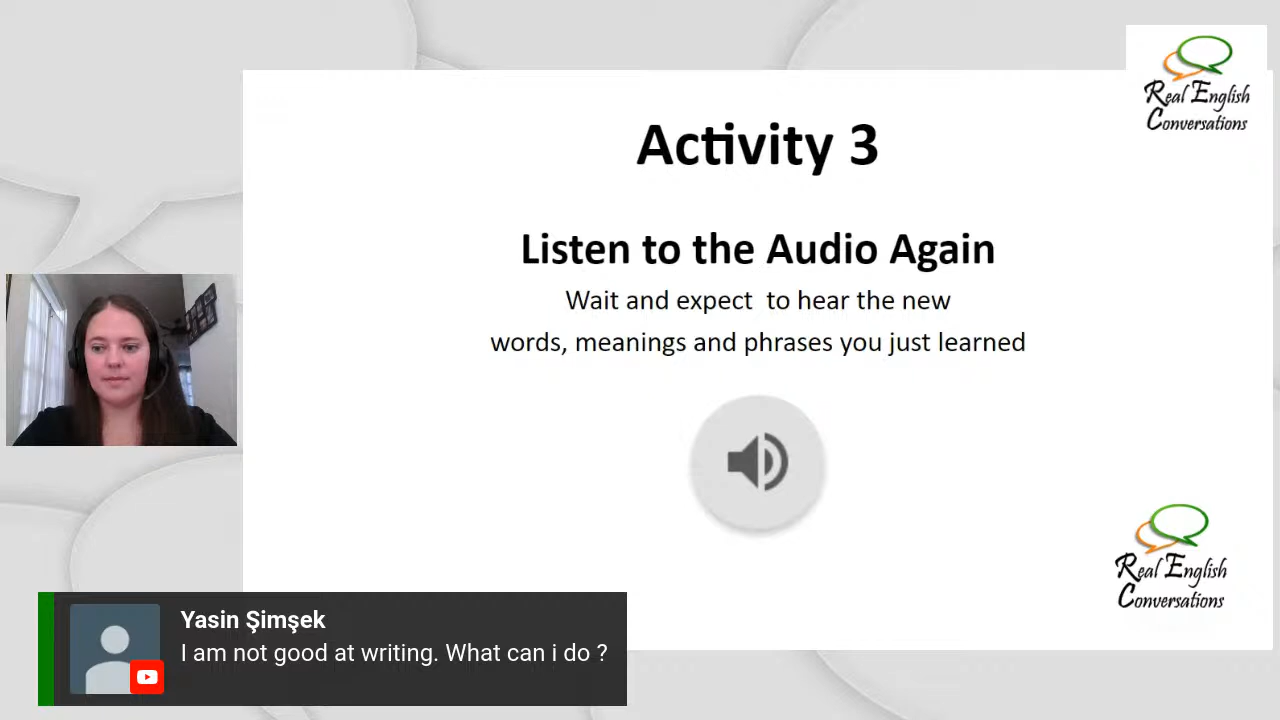 Real English
Conversations
Activity 3
Listen to the Audio Again
Wait and expect to hear the new
words, meanings and phrases you just learned
Real English
Conversations
Yasin Şimşek
I am not good at writing. What can i do ?